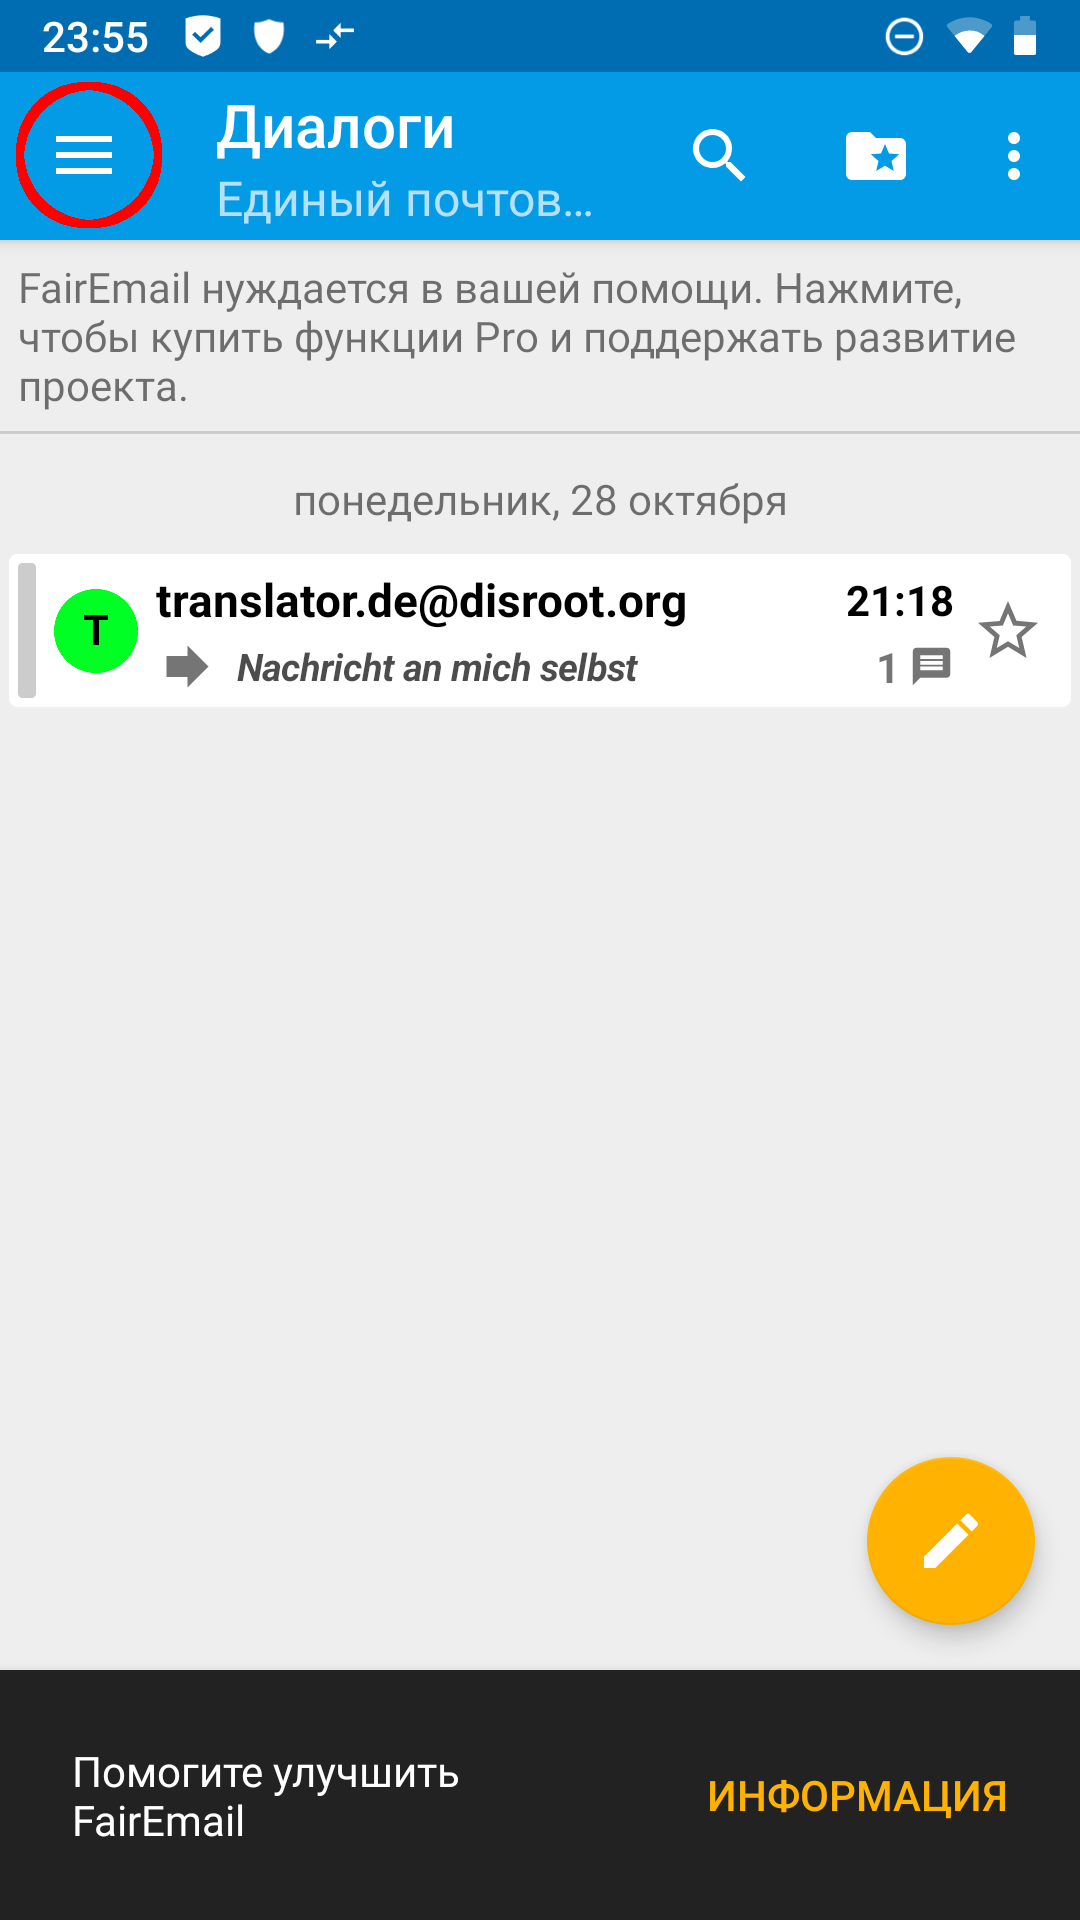 23:55
Диалоги
Единый почтов...
FairEmail нуждается в вашей помощи. Нажмите,
чтобы купить функции Pro и поддержать развитие
проекта.
понедельник, 28 октября
T
translator.de@disroot.org
21:18
Nachricht an mich selbst
1
Помогите улучшить
FairEmail
ИНФОРМАЦИЯ